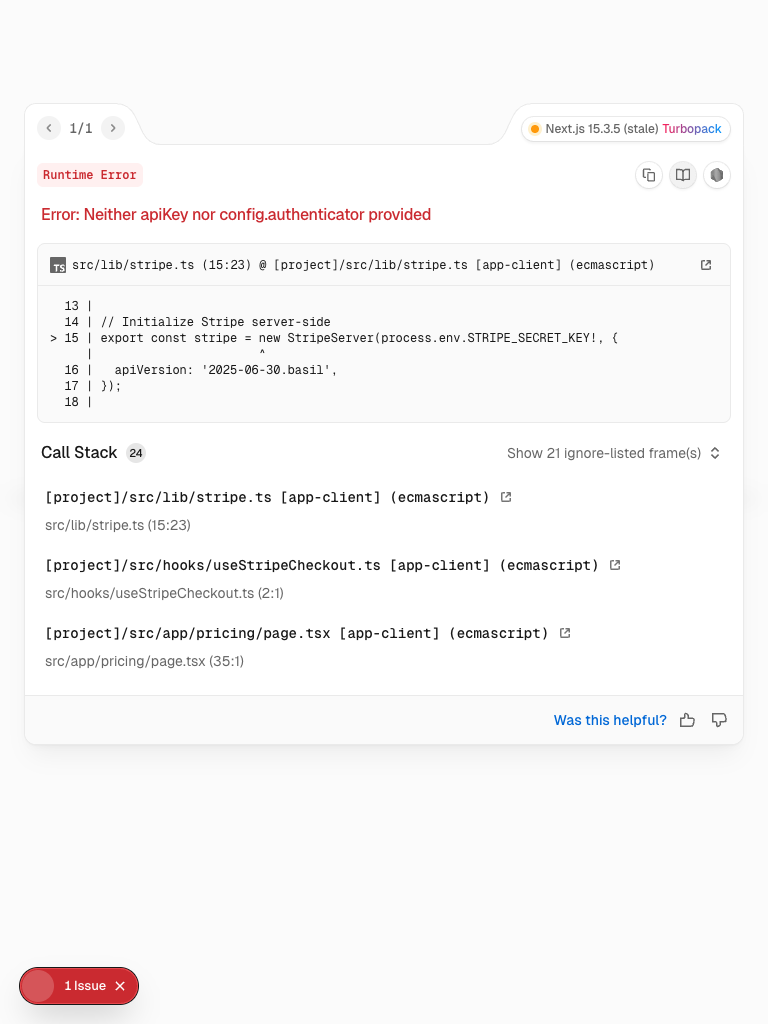 1/1
Next.js 15.3.5 (stale) Turbopack
Runtime Error
Error: Neither apiKey nor config.authenticator provided
TS src/lib/stripe.ts (15:23) @ [project]/src/lib/stripe.ts [app-client] (ecmascript)
13 |
14 | // Initialize Stripe server-side
> 15 | export const stripe = new StripeServer(process.env.STRIPE_SECRET_KEY!, {
| ^
16 |   apiVersion: '2025-06-30.basil',
17 | });
18 |
Call Stack 24
Show 21 ignore-listed frame(s)
[project]/src/lib/stripe.ts [app-client] (ecmascript)
src/lib/stripe.ts (15:23)
[project]/src/hooks/useStripeCheckout.ts [app-client] (ecmascript)
src/hooks/useStripeCheckout.ts (2:1)
[project]/src/app/pricing/page.tsx [app-client] (ecmascript)
src/app/pricing/page.tsx (35:1)
Was this helpful?
1 Issue